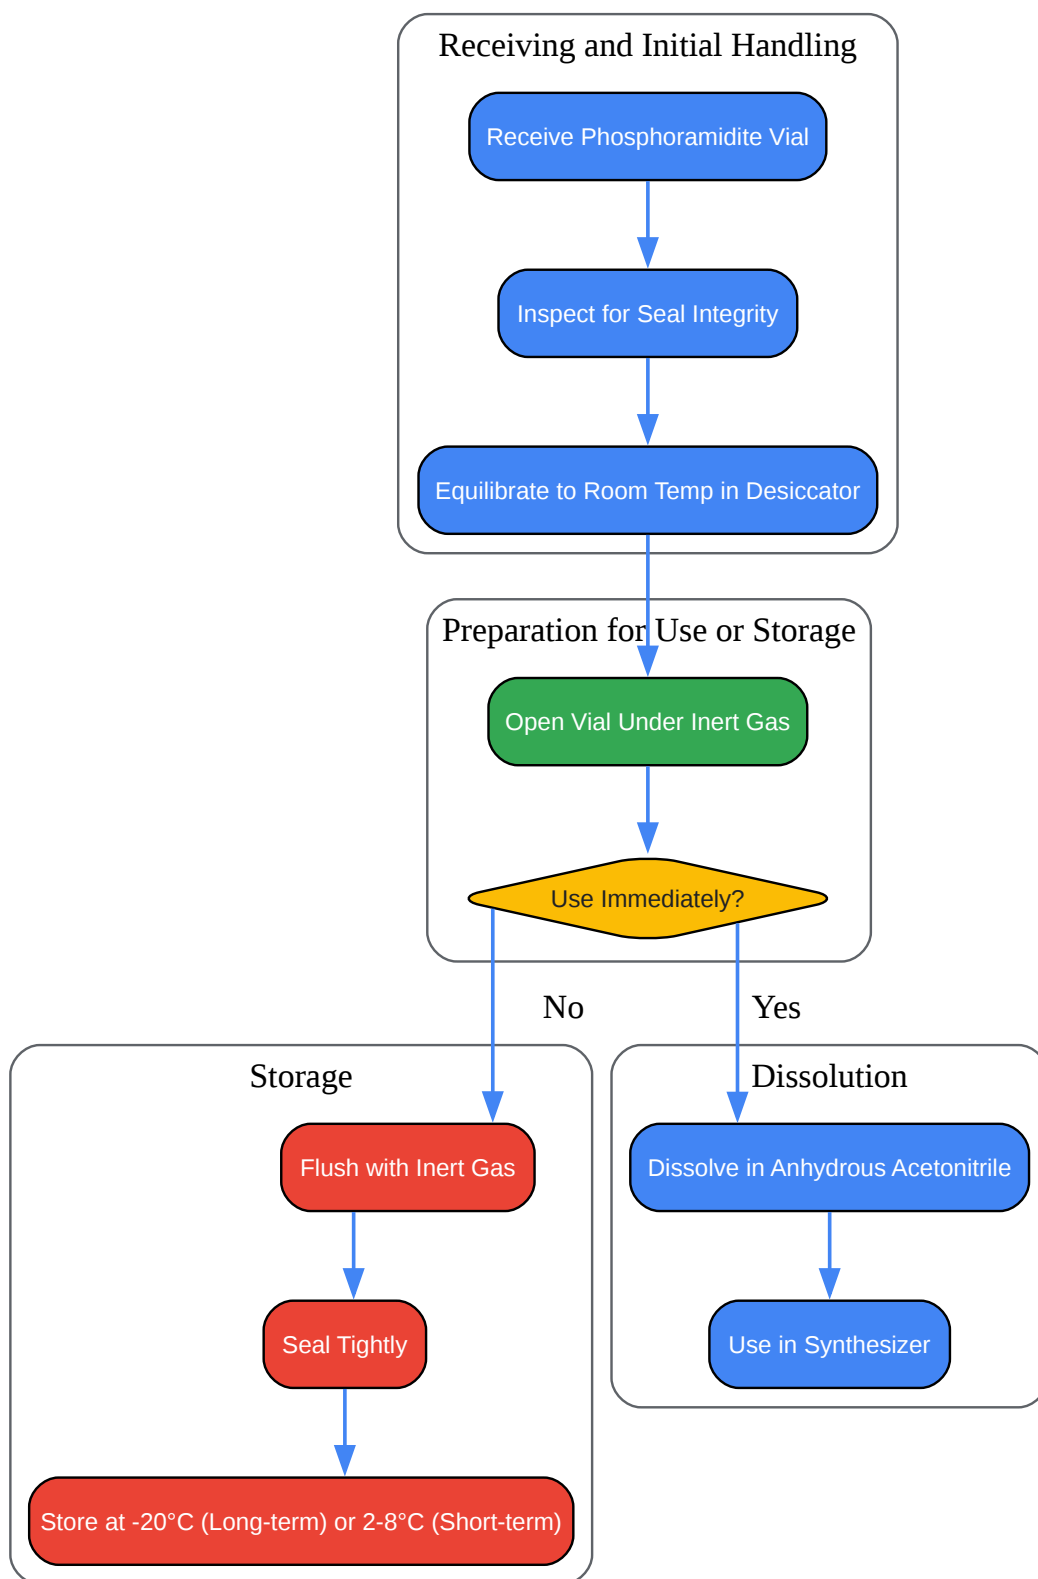 Receiving and Initial Handling
Receive Phosphoramidite Vial
Inspect for Seal Integrity
Equilibrate to Room Temp in Desiccator
Preparation for Use or Storage
Open Vial Under Inert Gas
Use Immediately?
No
Yes
Storage
Flush with Inert Gas
Seal Tightly
Store at -20°C (Long-term) or 2-8°C (Short-term)
Dissolution
Dissolve in Anhydrous Acetonitrile
Use in Synthesizer